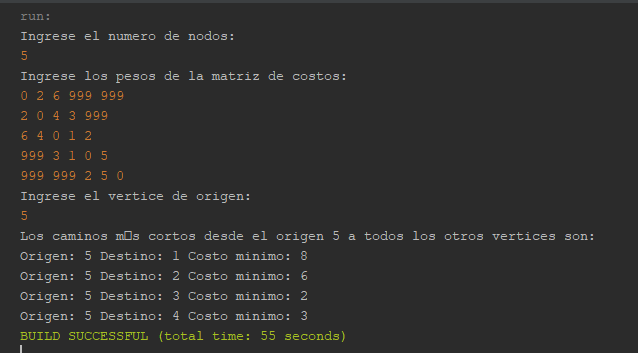 run:
Ingrese el numero de nodos:
5
Ingrese los pesos de la matriz de costos:
0 2 6 999 999
2 0 4 3 999
6 4 0 1 2
999 3 1 0 5
999 999 2 5 0
Ingrese el vertice de origen:
5
Los caminos m□s cortos desde el origen 5 a todos los otros vertices son:
Origen: 5 Destino: 1 Costo minimo: 8
Origen: 5 Destino: 2 Costo minimo: 6
Origen: 5 Destino: 3 Costo minimo: 2
Origen: 5 Destino: 4 Costo minimo: 3
BUILD SUCCESSFUL (total time: 55 seconds)